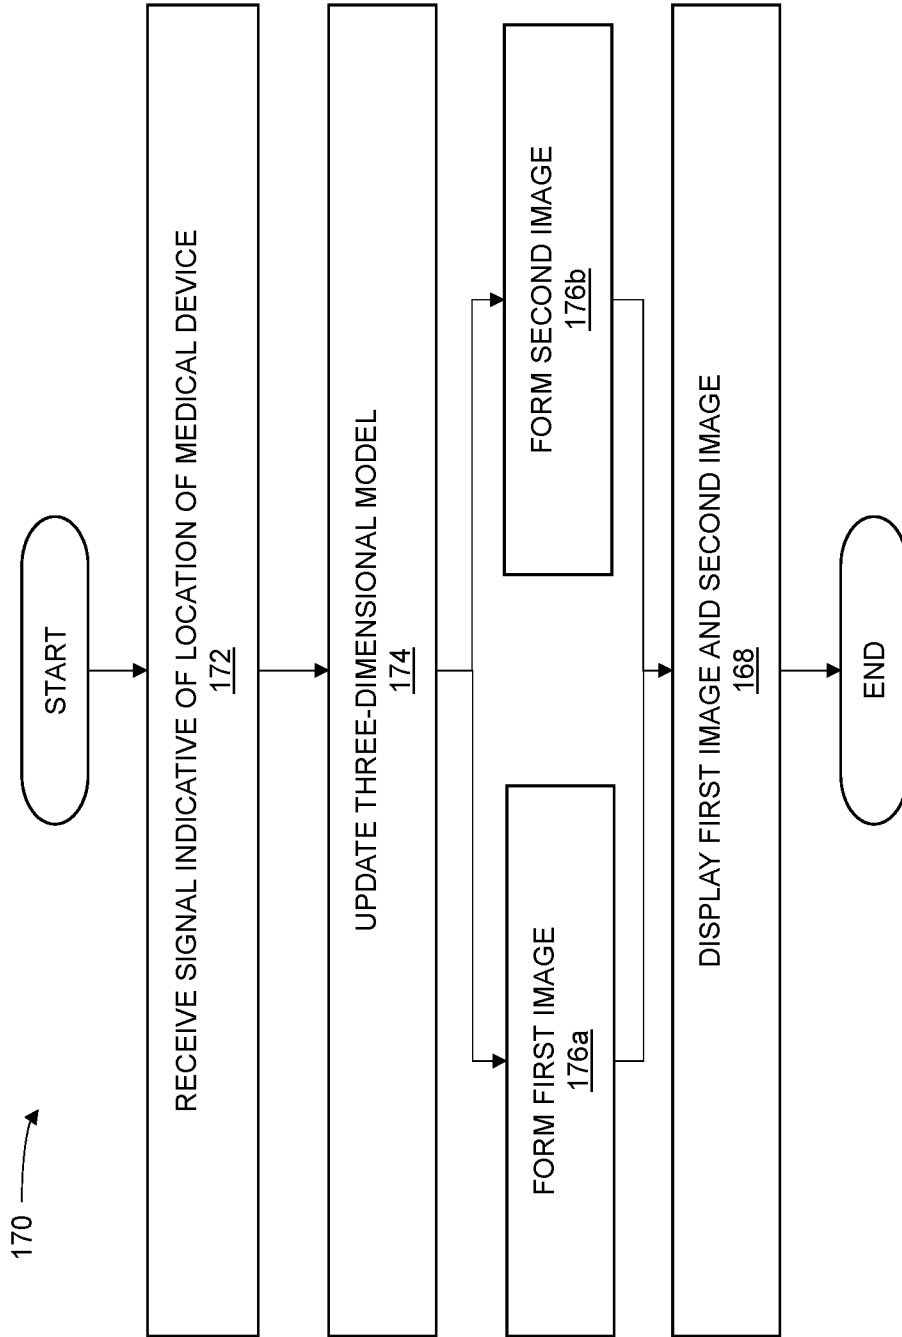 170
START
RECEIVE SIGNAL INDICATIVE OF LOCATION OF MEDICAL DEVICE
172
UPDATE THREE-DIMENSIONAL MODEL
174
FORM FIRST IMAGE
176a
FORM SECOND IMAGE
176b
DISPLAY FIRST IMAGE AND SECOND IMAGE
168
END